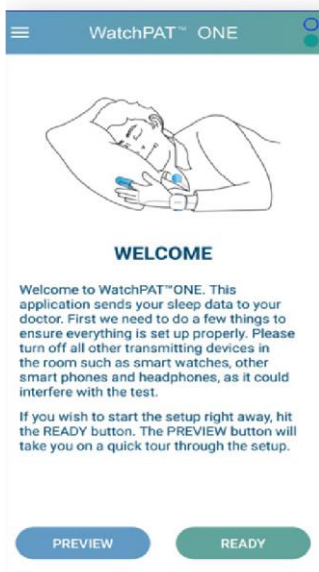 WatchPAT™ ONE
WELCOME
Welcome to WatchPAT™ONE. This
application sends your sleep data to your
doctor. First we need to do a few things to
ensure everything is set up properly. Please
turn off all other transmitting devices in
the room such as smart watches, other
smart phones and headphones, as it could
interfere with the test.
If you wish to start the setup right away, hit
the READY button. The PREVIEW button will
take you on a quick tour through the setup.
PREVIEW
READY